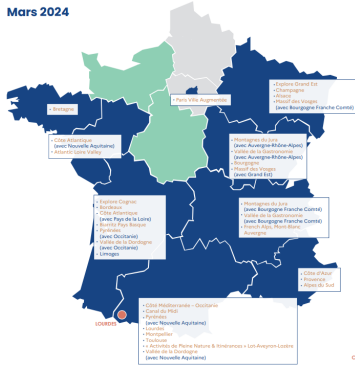 Mars 2024
• Explore Grand Est
• Champagne
• Alsace
• Massif des Vosges
(avec Bourgogne Franche Comté)
• Paris Ville Augmentée
• Bretagne
• Côte Atlantique
(avec Nouvelle Aquitaine)
• Atlantic Loire Valley
• Montagnes du Jura
(avec Auvergne-Rhône-Alpes)
• Vallée de la Gastronomie
(avec Auvergne-Rhône-Alpes)
• Bourgogne
• Massif des Vosges
(avec Grand Est)
• Explore Cognac
• Bordeaux
• Côte Atlantique
(avec Pays de la Loire)
• Biarritz Pays Basque
• Pyrénées
(avec Occitanie)
• Vallée de la Dordogne
(avec Occitanie)
• Limoges
• Montagnes du Jura
(avec Bourgogne Franche Comté)
• Vallée de la Gastronomie
(avec Bourgogne Franche Comté)
• French Alps, Mont-Blanc
Auvergne
• Côte d'Azur
• Provence
• Alpes du Sud
LOURDES
• Côté Méditerranée - Occitanie
• Canal du Midi
• Pyrénées
(avec Nouvelle Aquitaine)
• Lourdes
• Montpellier
• Toulouse
• « Activités de Pleine Nature & Itinérances » Lot-Aveyron-Lozère
• Vallée de la Dordogne
(avec Nouvelle Aquitaine)